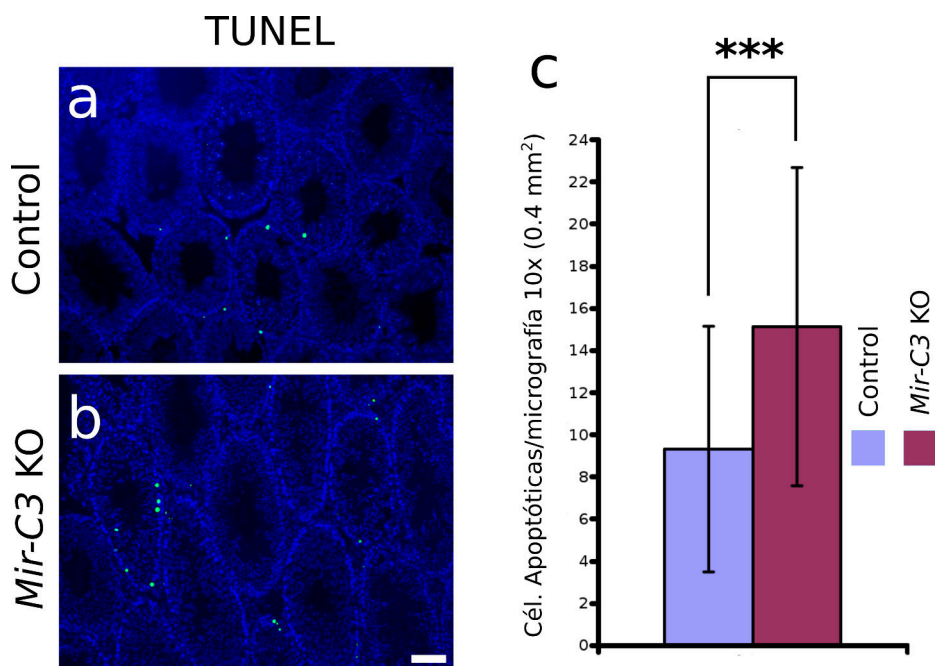 TUNEL
Control
a
Mir-C3 KO
b
c
***
Cél. Apoptóticas/micrografía 10x (0.4 mm²)
24
22
20
18
16
14
12
10
8
6
4
2
0
Control
Mir-C3 KO